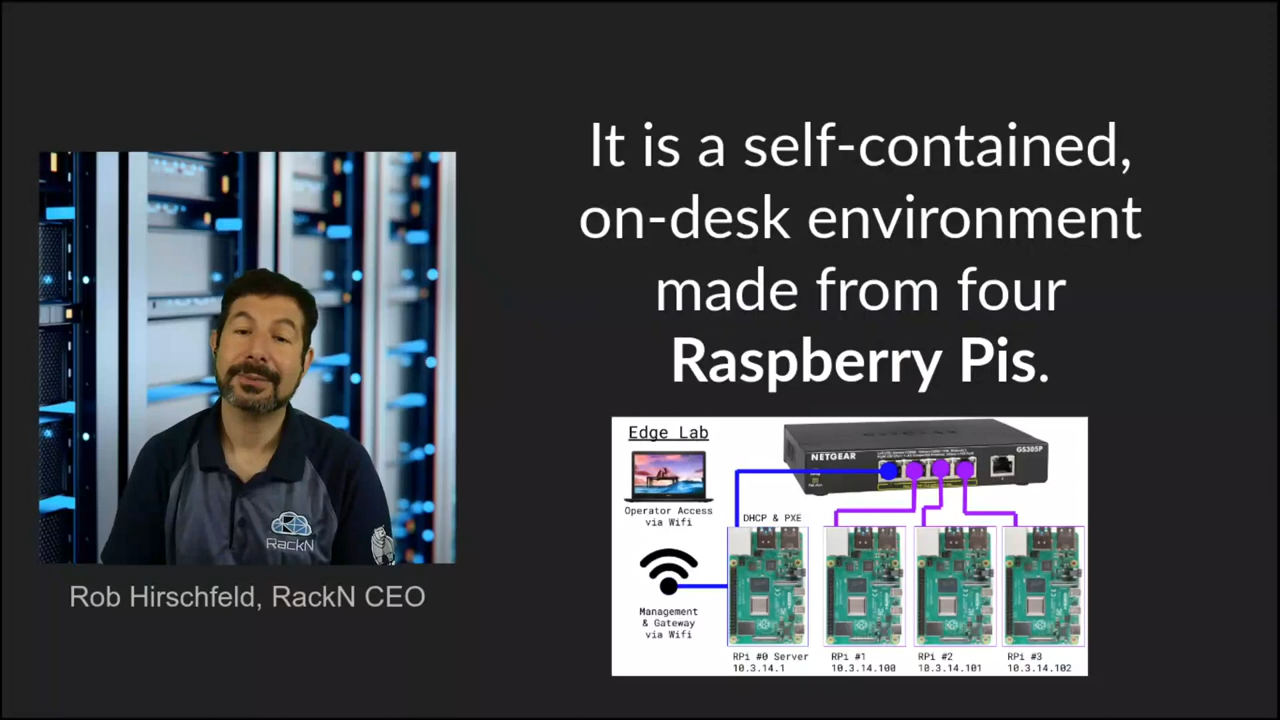 It is a self-contained,
on-desk environment
made from four
Raspberry Pis.
RackN
Rob Hirschfeld, RackN CEO
Edge Lab
NETGEAR
GS305P
Operator Access
via Wifi
DHCP & PXE
Management
& Gateway
via Wifi
RPi #0 Server
10.3.14.1
RPi #1
10.3.14.100
RPi #2
10.3.14.101
RPi #3
10.3.14.102